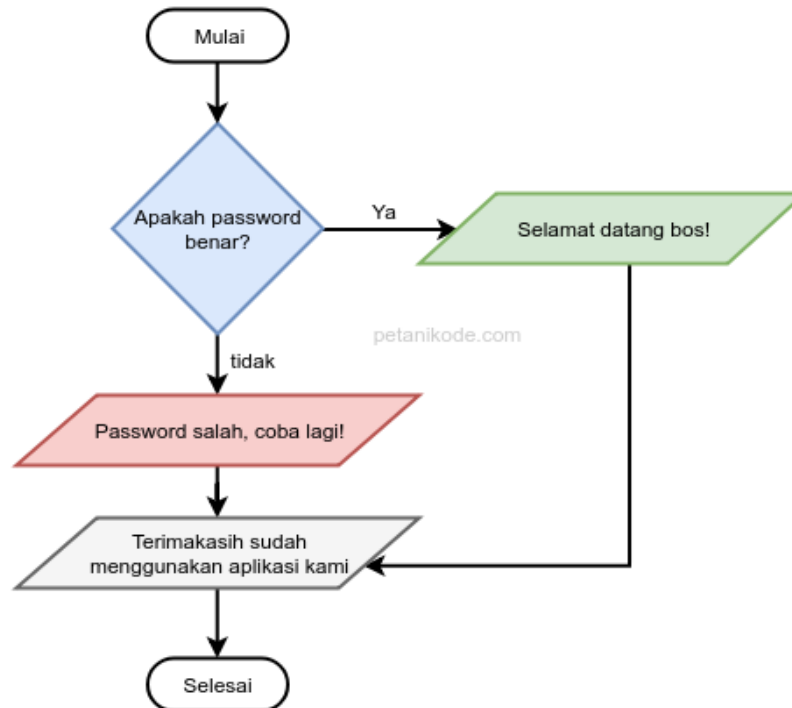 Mulai
Apakah password
benar?
Ya
Selamat datang bos!
petanikode.com
tidak
Password salah, coba lagi!
Terimakasih sudah
menggunakan aplikasi kami
Selesai